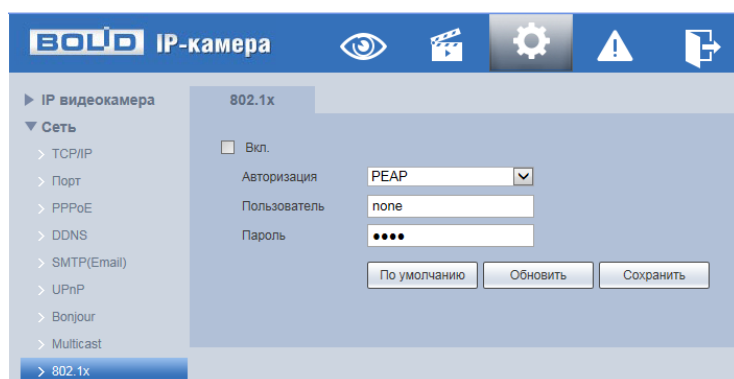 BOLID IP-камера
IP видеокамера
Сеть
TCP/IP
Порт
PPPoE
DDNS
SMTP(Email)
UPnP
Bonjour
Multicast
802.1x
802.1x
Вкл.
Авторизация PEAP
Пользователь none
Пароль ••••
По умолчанию Обновить Сохранить